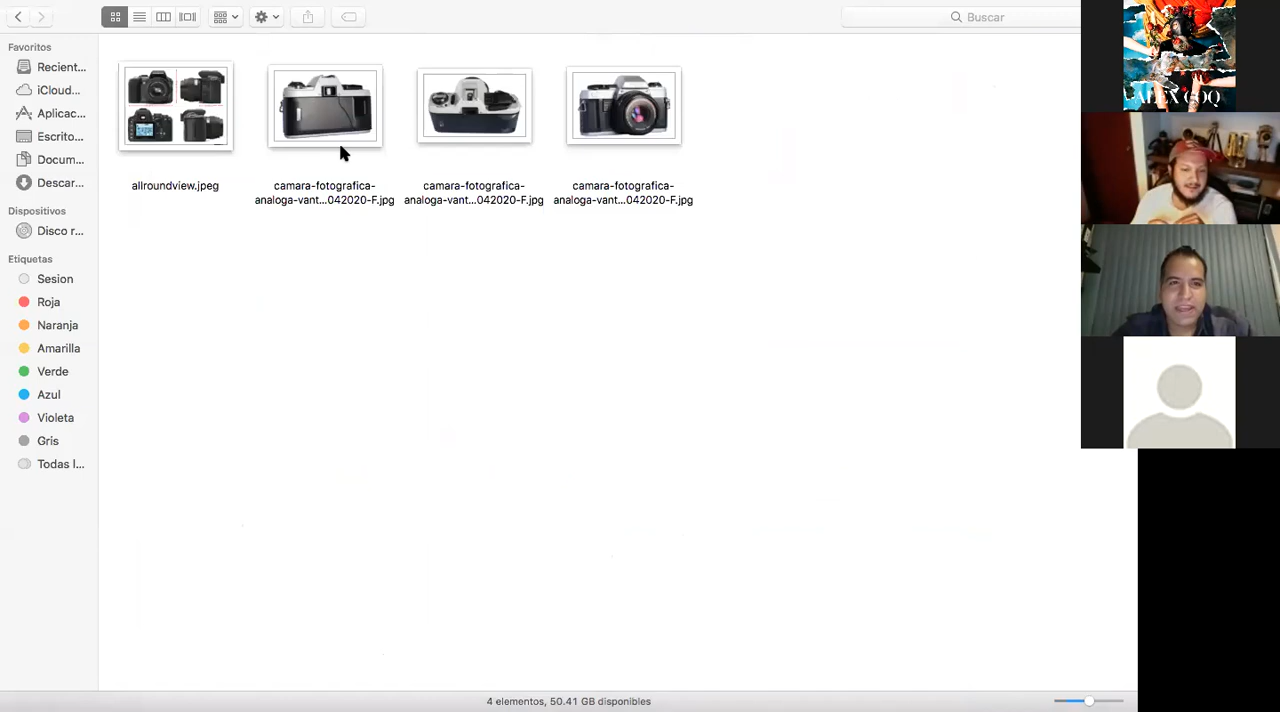 Buscar
Favoritos
Recient...
iCloud...
Aplicac...
Escrito...
Docum...
Descar...
Dispositivos
Disco r...
Etiquetas
Sesion
Roja
Naranja
Amarilla
Verde
Azul
Violeta
Gris
Todas l...
allroundview.jpeg
camara-fotografica-
analoga-vant...042020-F.jpg
camara-fotografica-
analoga-vant...042020-F.jpg
camara-fotografica-
analoga-vant...042020-F.jpg
4 elementos, 50.41 GB disponibles